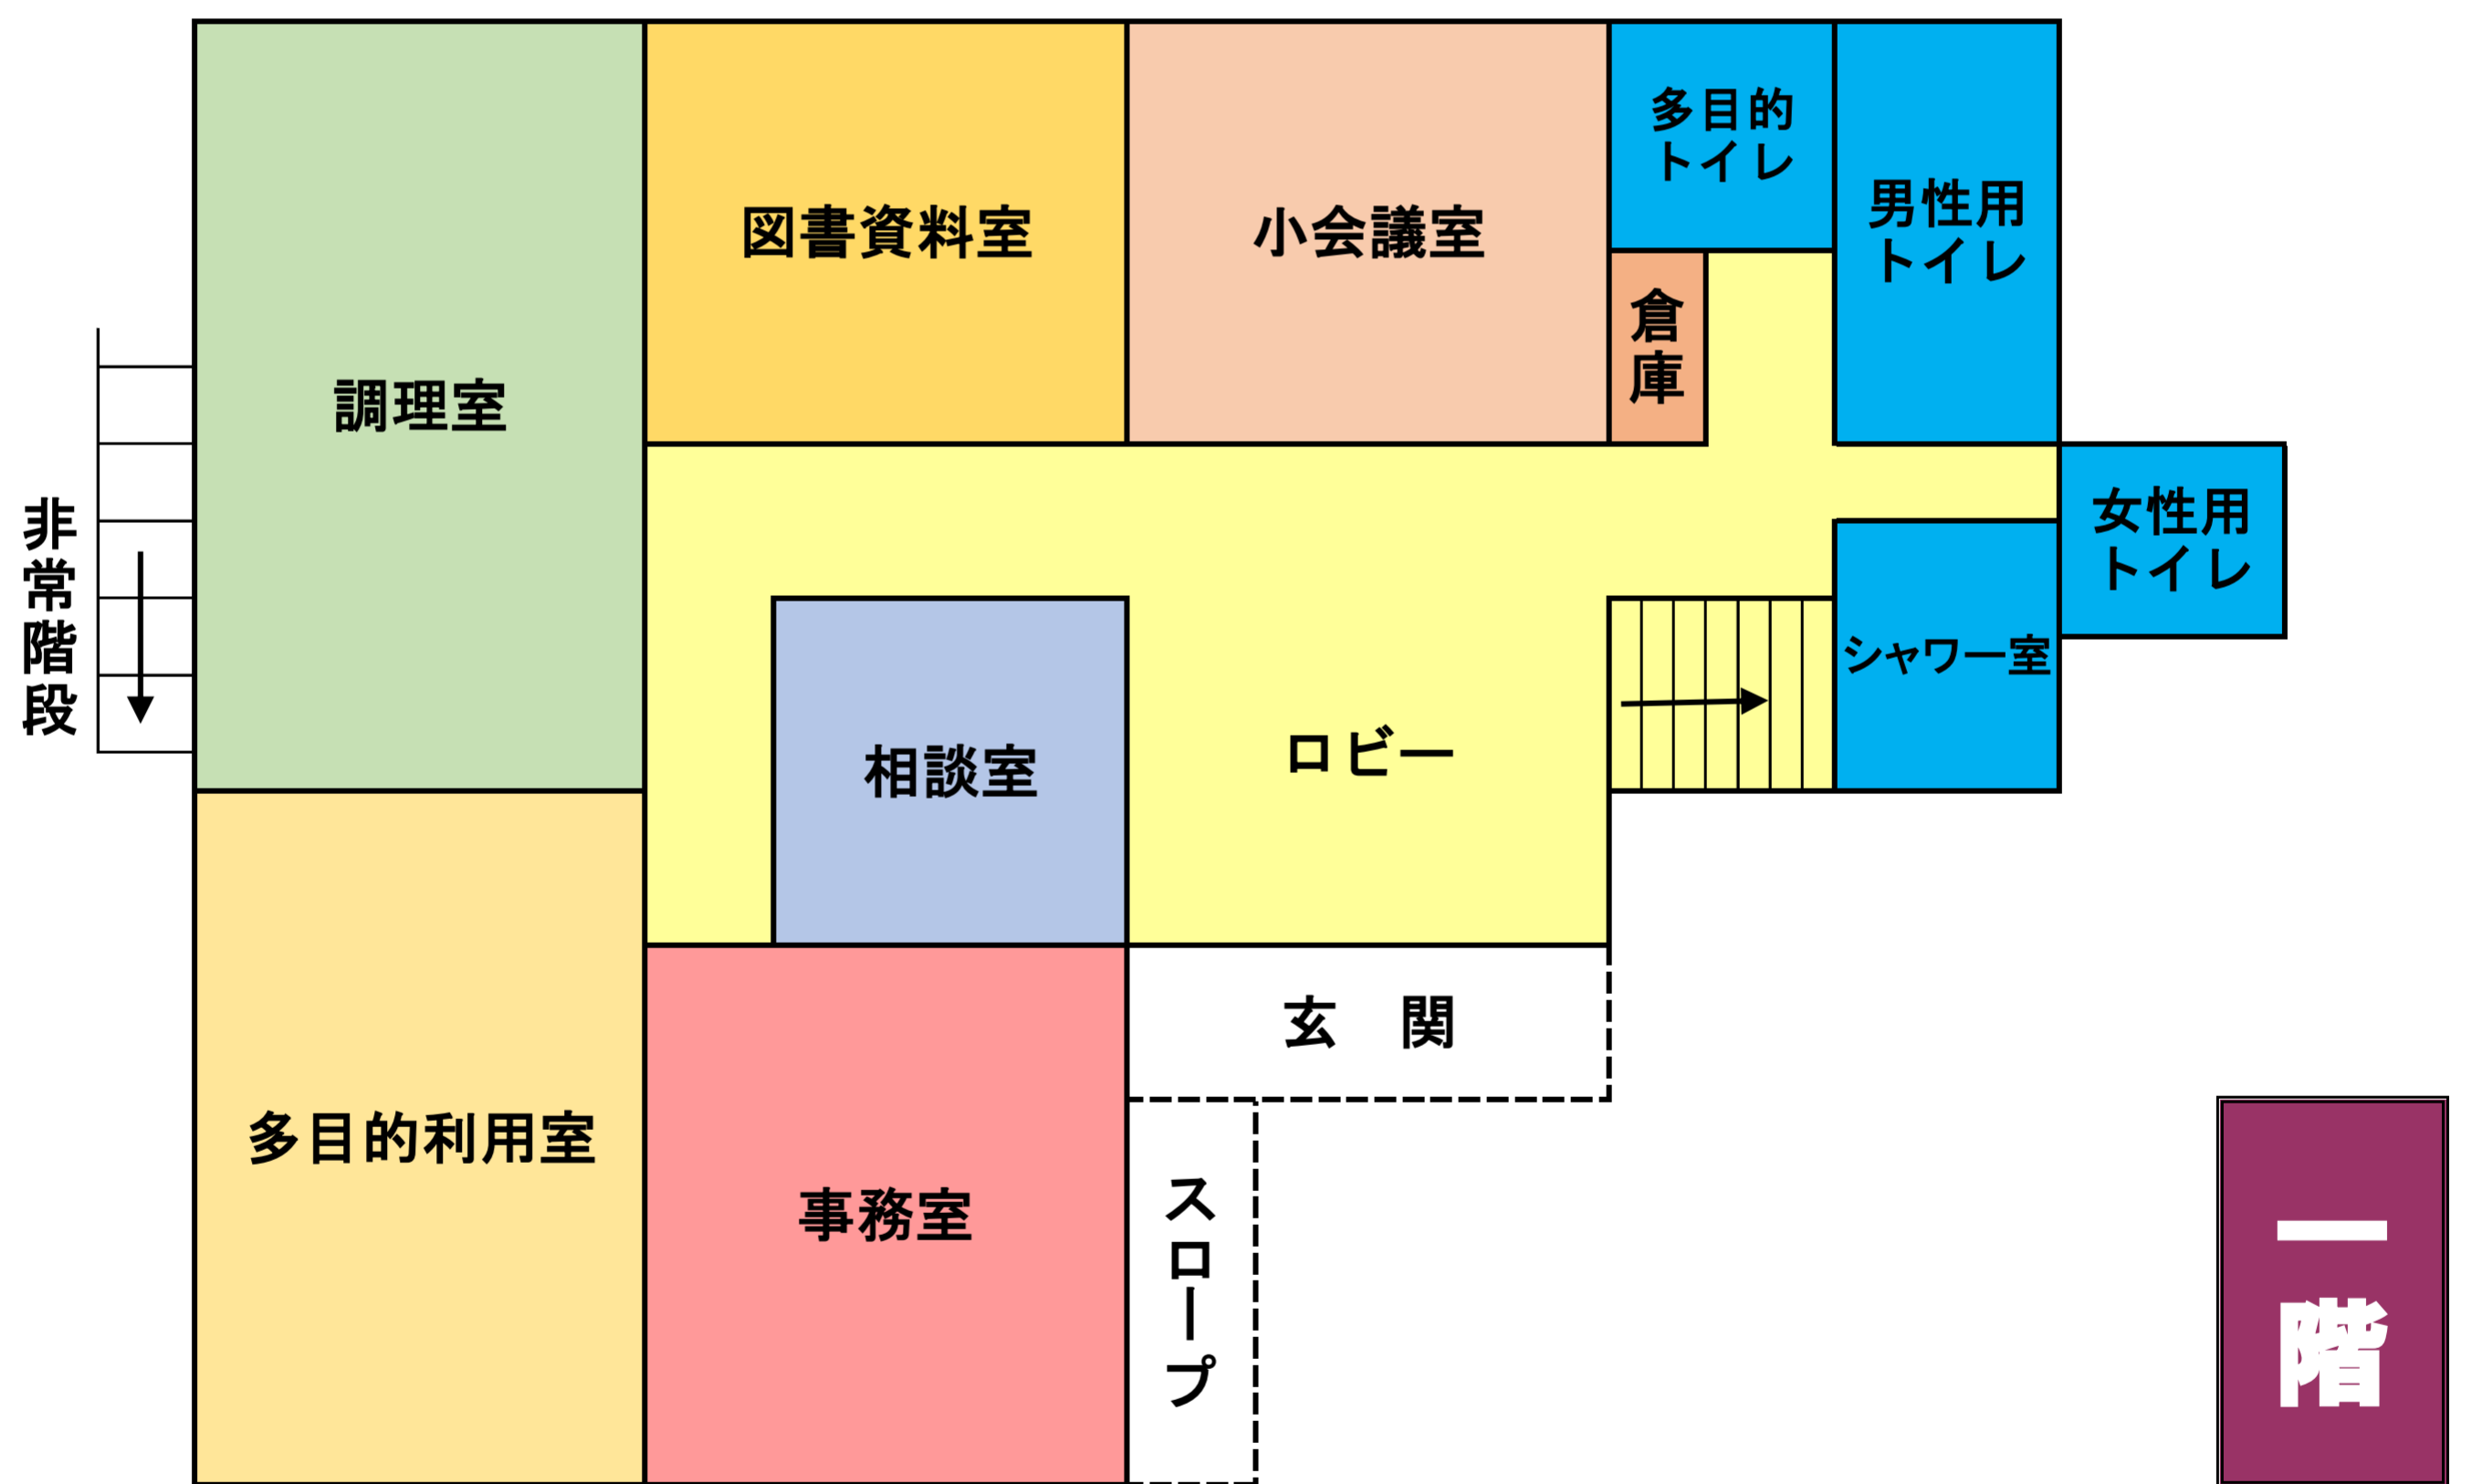 多目的
トイレ
男性用
トイレ
図書資料室
小会議室
倉庫
調理室
女性用
トイレ
非常階段
シャワー室
相談室
ロビー
玄　関
多目的利用室
事務室
スロープ
一階